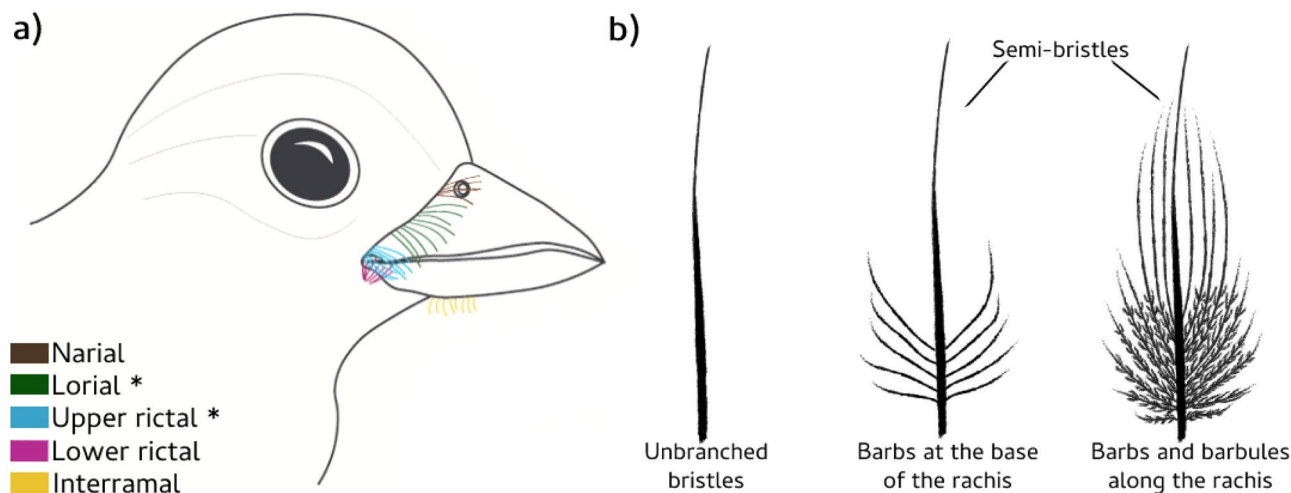 a)
Narial
Lorial *
Upper rictal *
Lower rictal
Interramal
b)
Semi-bristles
Unbranched
bristles
Barbs at the base
of the rachis
Barbs and barbules
along the rachis